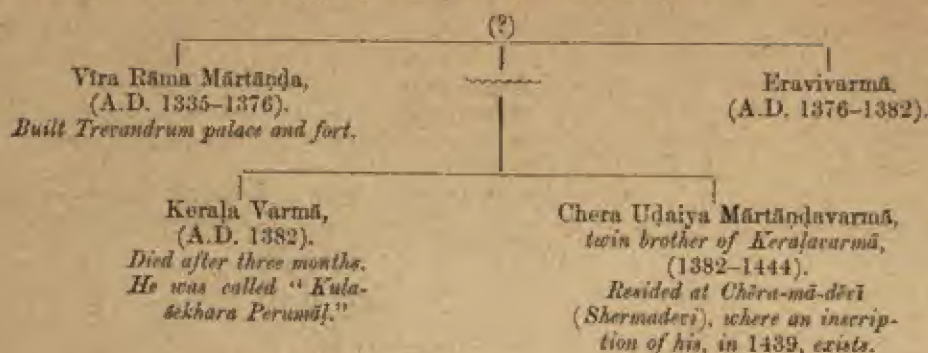 (?)
Vīra Rāma Mārtāṇḍa,
(A.D. 1335–1376).
Built Trevandrum palace and fort.
Eravivarmā,
(A.D. 1376–1382).
Keraḷa Varmā,
(A.D. 1382).
Died after three months.
He was called “Kula-
śekhara Perumāḷ.”
Chera Uḍaiya Mārtāṇḍavarmā,
twin brother of Keraḷavarmā,
(1382–1444).
Resided at Chēra-mā-dēvī
(Shermadevi), where an inscrip-
tion of his, in 1439, exists.